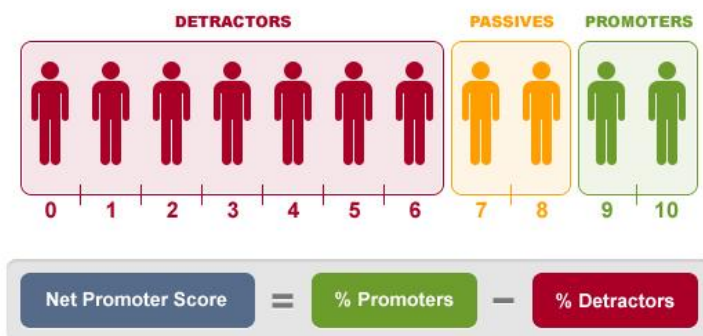 DETRACTORS PASSIVES PROMOTERS
0 1 2 3 4 5 6 7 8 9 10
Net Promoter Score = % Promoters − % Detractors